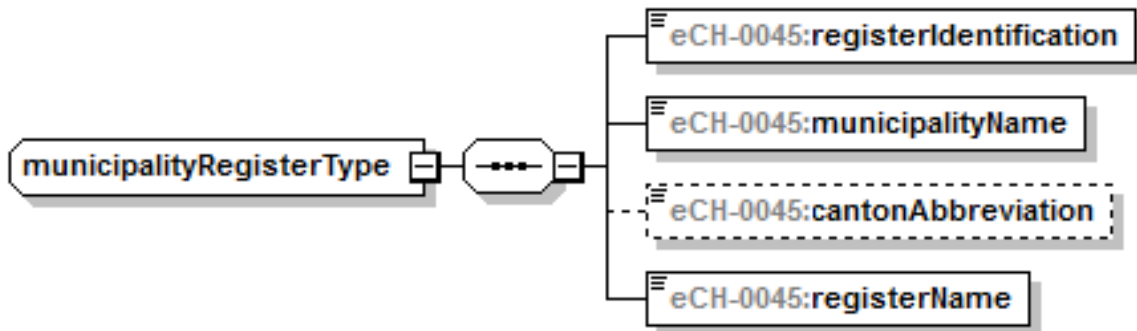 eCH-0045:registerIdentification
eCH-0045:municipalityName
municipalityRegisterType
eCH-0045:cantonAbbreviation
eCH-0045:registerName